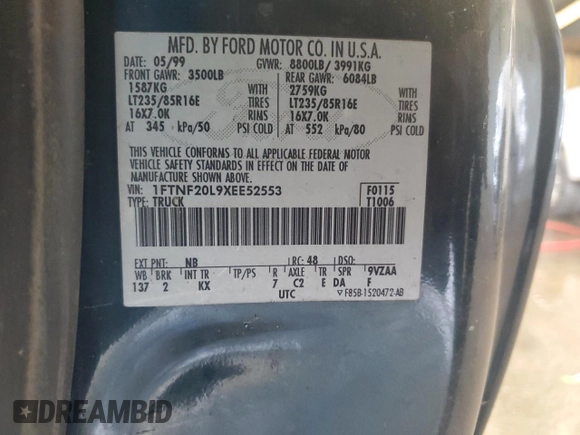 MFD. BY FORD MOTOR CO. IN U.S.A.
DATE: 05/99 GVWR: 8800LB/ 3991KG
FRONT GAWR: 3500LB REAR GAWR: 6084LB
1587KG WITH 2759KG WITH
LT235/85R16E TIRES LT235/85R16E TIRES
16X7.0K RIMS 16X7.0K RIMS
AT 345 kPa/50 PSI COLD AT 552 kPa/80 PSI COLD
THIS VEHICLE CONFORMS TO ALL APPLICABLE FEDERAL MOTOR
VEHICLE SAFETY STANDARDS IN EFFECT ON THE DATE OF
MANUFACTURE SHOWN ABOVE.
VIN: 1FTNF20L9XEE52553 F0115
TYPE: TRUCK T1006
EXT PNT: NB RC: 48 DSO:
WB BRK INT TR TP/PS R AXLE TR SPR 9VZAA
137 2 KX 7 C2 E DA F
UTC ▽ F85B-1520472-AB
DREAMBID